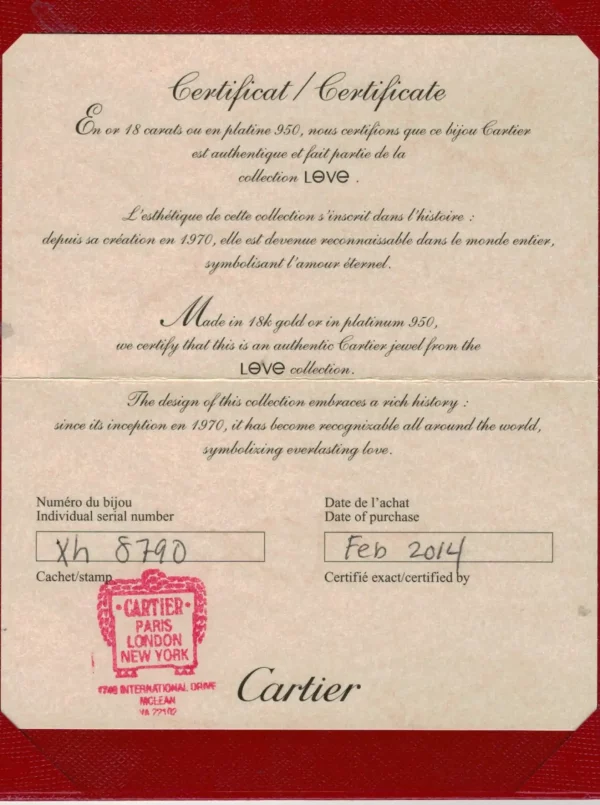 Certificat / Certificate
En or 18 carats ou en platine 950, nous certifions que ce bijou Cartier
est authentique et fait partie de la
collection LOVE .
L'esthétique de cette collection s'inscrit dans l'histoire :
depuis sa création en 1970, elle est devenue reconnaissable dans le monde entier,
symbolisant l'amour éternel.
Made in 18k gold or in platinum 950,
we certify that this is an authentic Cartier jewel from the
LOVE collection.
The design of this collection embraces a rich history :
since its inception en 1970, it has become recognizable all around the world,
symbolizing everlasting love.
Numéro du bijou
Individual serial number
Xh 8790
Date de l'achat
Date of purchase
Feb 2014
Cachet/stamp
Certifié exact/certified by
CARTIER
PARIS
LONDON
NEW YORK
INTERNATIONAL DRIVE
MCLEAN
VA 22102
Cartier